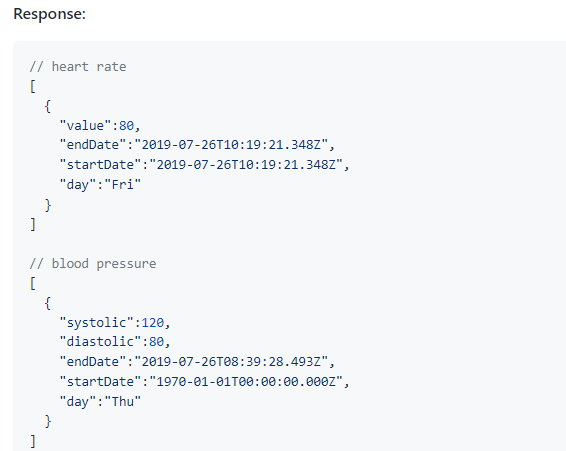 Response:
// heart rate
[
  {
    "value":80,
    "endDate":"2019-07-26T10:19:21.348Z",
    "startDate":"2019-07-26T10:19:21.348Z",
    "day":"Fri"
  }
]
// blood pressure
[
  {
    "systolic":120,
    "diastolic":80,
    "endDate":"2019-07-26T08:39:28.493Z",
    "startDate":"1970-01-01T00:00:00.000Z",
    "day":"Thu"
  }
]